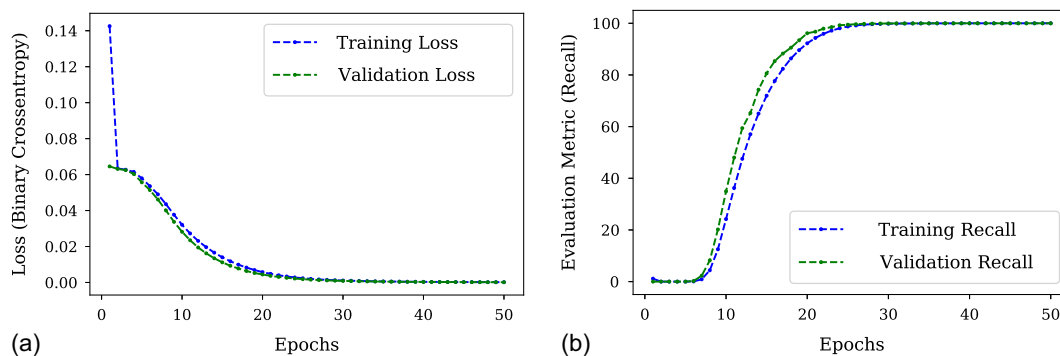 0.14
0.12
0.10
0.08
0.06
0.04
0.02
0.00
Loss (Binary Crossentropy)
Training Loss
Validation Loss
0 10 20 30 40 50
Epochs
(a)
100
80
60
40
20
0
Evaluation Metric (Recall)
Training Recall
Validation Recall
0 10 20 30 40 50
Epochs
(b)